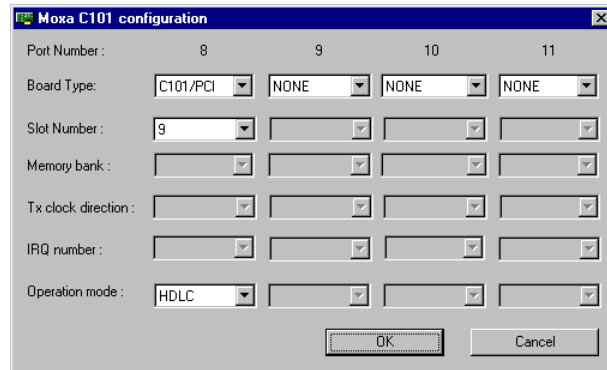 Moxa C101 configuration
Port Number : 8 9 10 11
Board Type: C101/PCI NONE NONE NONE
Slot Number : 9
Memory bank :
Tx clock direction :
IRQ number :
Operation mode : HDLC
OK Cancel